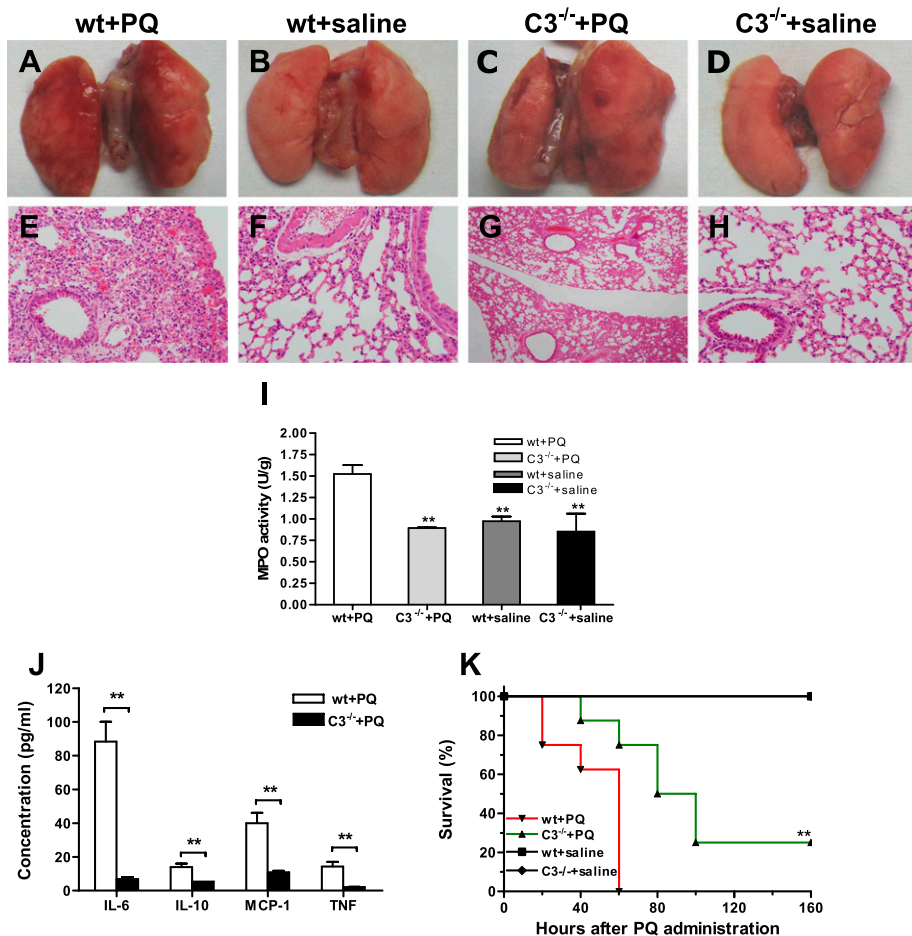 wt+PQ wt+saline C3-/-+PQ C3-/-+saline
A B C D
E F G H
I
2.00
1.75
1.50
1.25
1.00
0.75
0.50
0.25
0.00
MPO activity (U/g)
wt+PQ
C3-/-+PQ
wt+saline
C3-/-+saline
** ** **
wt+PQ C3-/-+PQ wt+saline C3-/-+saline
J
120
100
80
60
40
20
0
Concentration (pg/ml)
wt+PQ
C3-/-+PQ
** ** ** **
IL-6 IL-10 MCP-1 TNF
K
100
80
60
40
20
0
Survival (%)
wt+PQ
C3-/-+PQ
wt+saline
C3-/-+saline
**
0 40 80 120 160
Hours after PQ administration